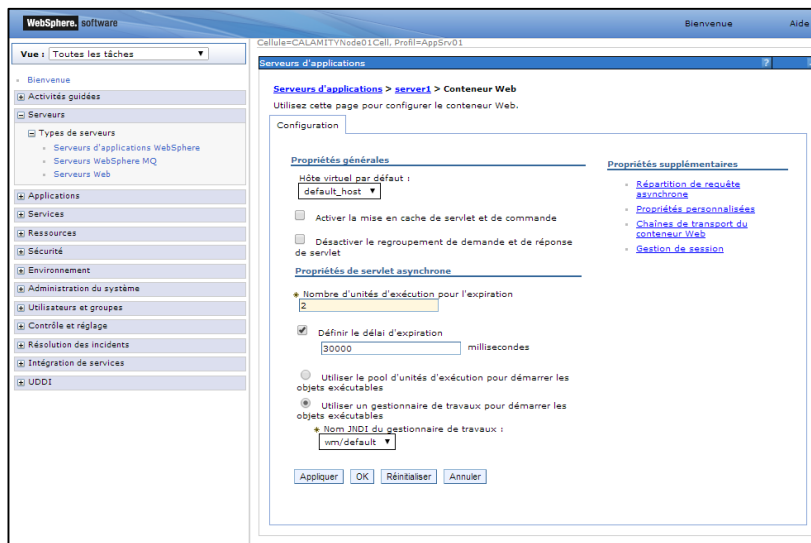 WebSphere. software
Bienvenue Aide
Vue : Toutes les tâches
Bienvenue
Activités guidées
Serveurs
Types de serveurs
Serveurs d'applications WebSphere
Serveurs WebSphere MQ
Serveurs Web
Applications
Services
Ressources
Sécurité
Environnement
Administration du système
Utilisateurs et groupes
Contrôle et réglage
Résolution des incidents
Intégration de services
UDDI
Cellule=CALAMITYNode01Cell, Profil=AppSrv01
Serveurs d'applications ?
Serveurs d'applications > server1 > Conteneur Web
Utilisez cette page pour configurer le conteneur Web.
Configuration
Propriétés générales
Hôte virtuel par défaut :
default_host
Activer la mise en cache de servlet et de commande
Désactiver le regroupement de demande et de réponse
de servlet
Propriétés de servlet asynchrone
* Nombre d'unités d'exécution pour l'expiration
2
Définir le délai d'expiration
30000 millisecondes
Utiliser le pool d'unités d'exécution pour démarrer les
objets exécutables
Utiliser un gestionnaire de travaux pour démarrer les
objets exécutables
* Nom JNDI du gestionnaire de travaux :
wm/default
Appliquer OK Réinitialiser Annuler
Propriétés supplémentaires
Répartition de requête
asynchrone
Propriétés personnalisées
Chaînes de transport du
conteneur Web
Gestion de session